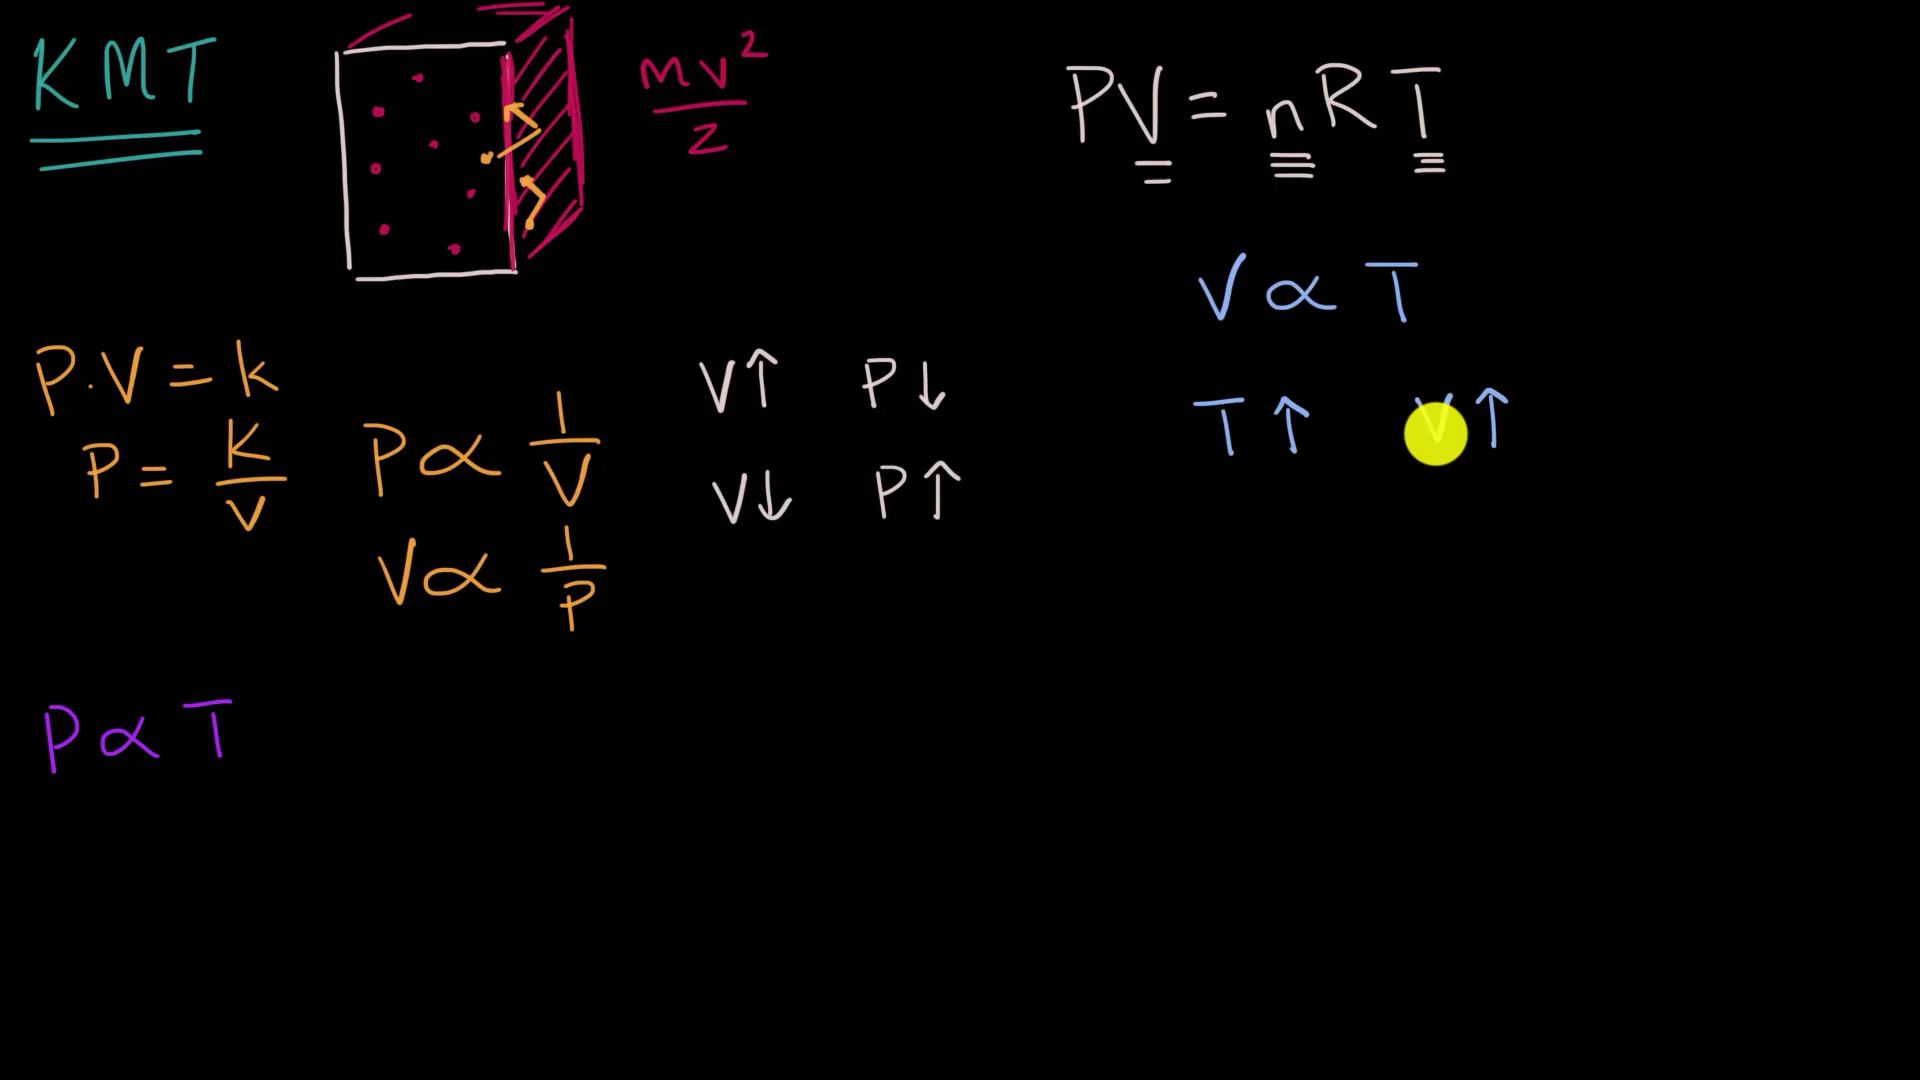 KMT
mv²/2
PV = nRT
V ∝ T
T↑ V↑
P.V = k
P = K/V
P ∝ 1/V
V ∝ 1/P
V↑ P↓
V↓ P↑
P ∝ T